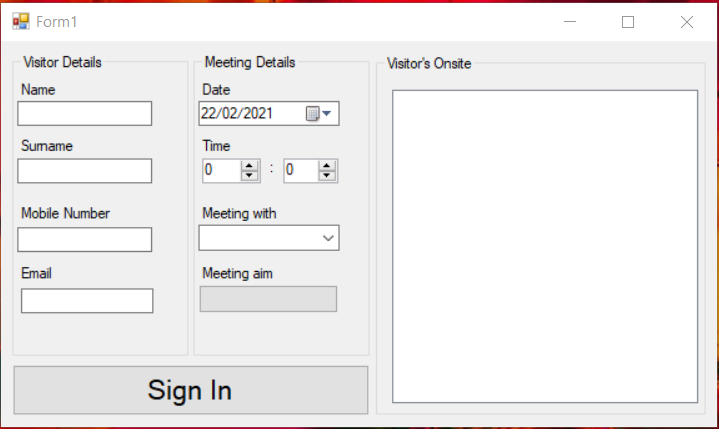 Form1
Visitor Details
Name
Surname
Mobile Number
Email
Meeting Details
Date
22/02/2021
Time
0 : 0
Meeting with
Meeting aim
Visitor's Onsite
Sign In